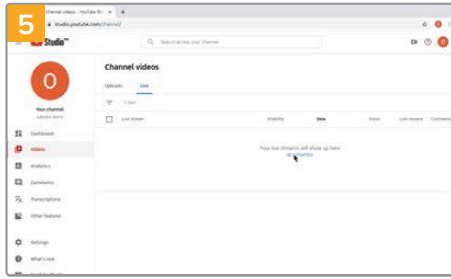 5
Channel videos - YouTube St
studio.youtube.com/channel/
Studio
Search across your channel
O
O
Your channel
Channel videos
Uploads
Live
Filter
Live stream
Visibility
Date
Views
Live viewers
Comments
Your live streams will show up here
Dashboard
Videos
Analytics
Comments
Transcriptions
Other features
Settings
What's new